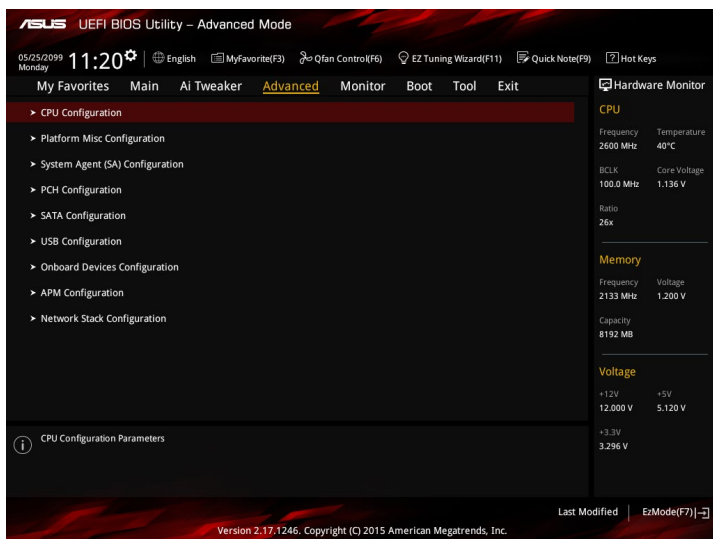 ASUS UEFI BIOS Utility – Advanced Mode
05/25/2099 Monday 11:20 English MyFavorite(F3) Qfan Control(F6) EZ Tuning Wizard(F11) Quick Note(F9) ? Hot Keys
My Favorites Main Ai Tweaker Advanced Monitor Boot Tool Exit
Hardware Monitor
> CPU Configuration
> Platform Misc Configuration
> System Agent (SA) Configuration
> PCH Configuration
> SATA Configuration
> USB Configuration
> Onboard Devices Configuration
> APM Configuration
> Network Stack Configuration
CPU
Frequency Temperature
2600 MHz 40°C
BCLK Core Voltage
100.0 MHz 1.136 V
Ratio
26x
Memory
Frequency Voltage
2133 MHz 1.200 V
Capacity
8192 MB
Voltage
+12V +5V
12.000 V 5.120 V
+3.3V
3.296 V
i CPU Configuration Parameters
Last Modified EzMode(F7)
Version 2.17.1246. Copyright (C) 2015 American Megatrends, Inc.